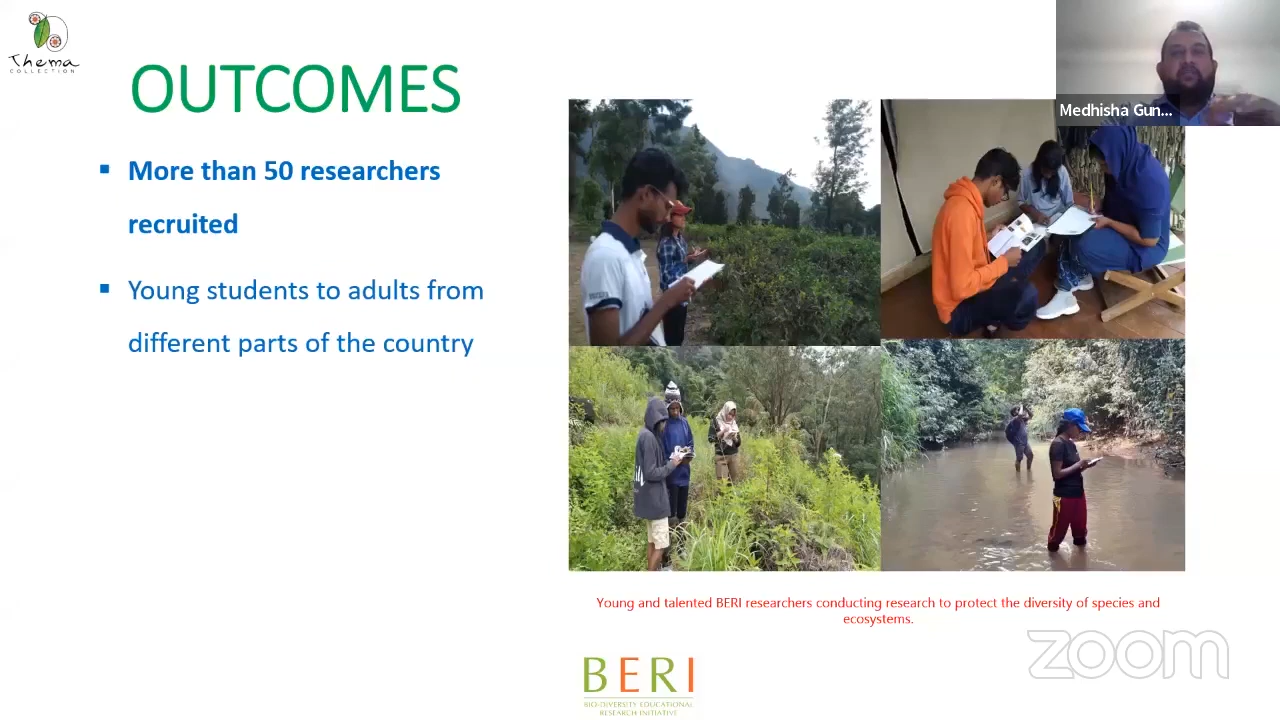 Thema
COLLECTION
OUTCOMES
Medhisha Gun...
▪ More than 50 researchers
recruited
▪ Young students to adults from
different parts of the country
Young and talented BERI researchers conducting research to protect the diversity of species and
ecosystems.
zoom
BERI
BIO-DIVERSITY EDUCATIONAL
RESEARCH INITIATIVE